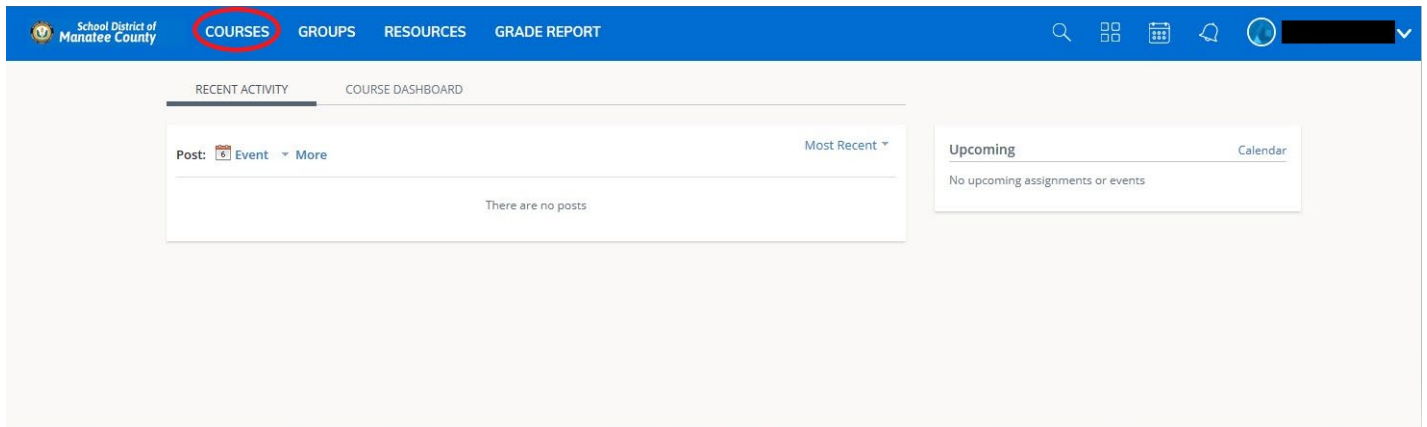 School District of
Manatee County
COURSES GROUPS RESOURCES GRADE REPORT
RECENT ACTIVITY COURSE DASHBOARD
Post: 6 Event More
Most Recent
There are no posts
Upcoming Calendar
No upcoming assignments or events